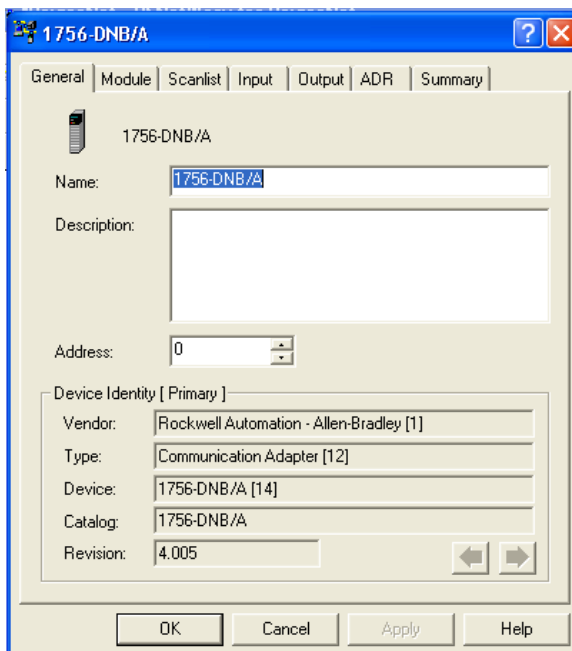 1756-DNB/A
General Module Scanlist Input Output ADR Summary
1756-DNB/A
Name: 1756-DNB/A
Description:
Address: 0
Device Identity [ Primary ]
Vendor: Rockwell Automation - Allen-Bradley [1]
Type: Communication Adapter [12]
Device: 1756-DNB/A [14]
Catalog: 1756-DNB/A
Revision: 4.005
OK Cancel Apply Help